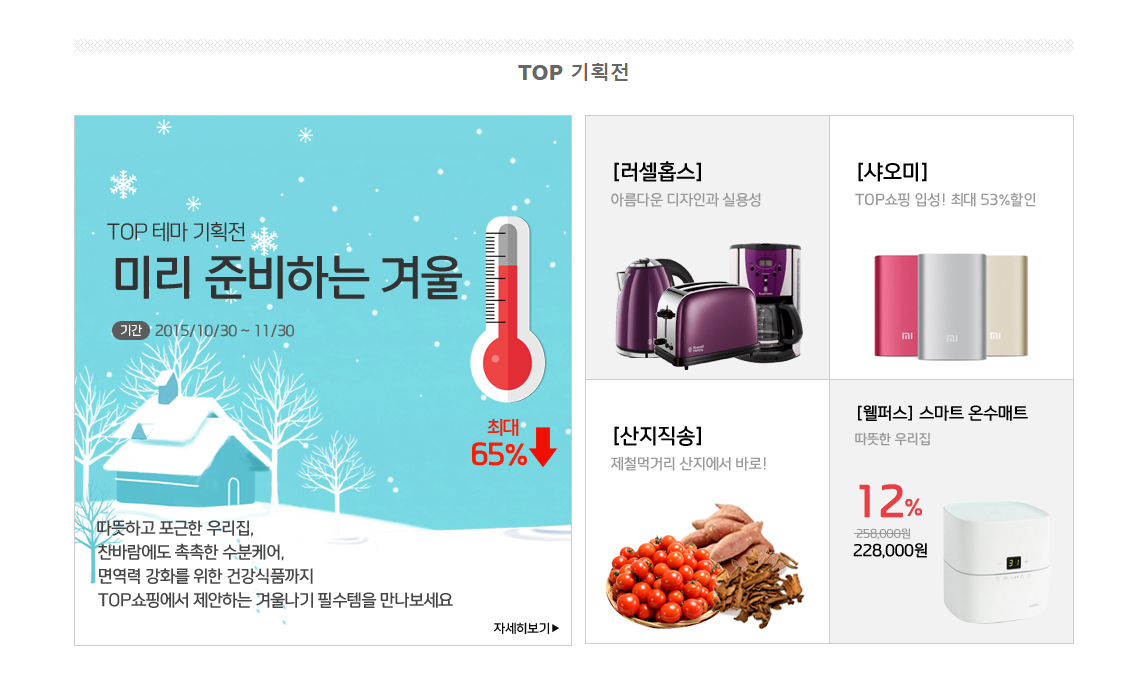 TOP 기획전
TOP 테마 기획전
미리 준비하는 겨울
기간 2015/10/30 ~ 11/30
최대
65%
따뜻하고 포근한 우리집,
찬바람에도 촉촉한 수분케어,
면역력 강화를 위한 건강식품까지
TOP쇼핑에서 제안하는 겨울나기 필수템을 만나보세요
자세히보기
[러셀홉스]
아름다운 디자인과 실용성
[샤오미]
TOP쇼핑 입성! 최대 53%할인
mi
mi
mi
[산지직송]
제철먹거리 산지에서 바로!
[웰퍼스] 스마트 온수매트
따뜻한 우리집
12%
258,000원
228,000원
31